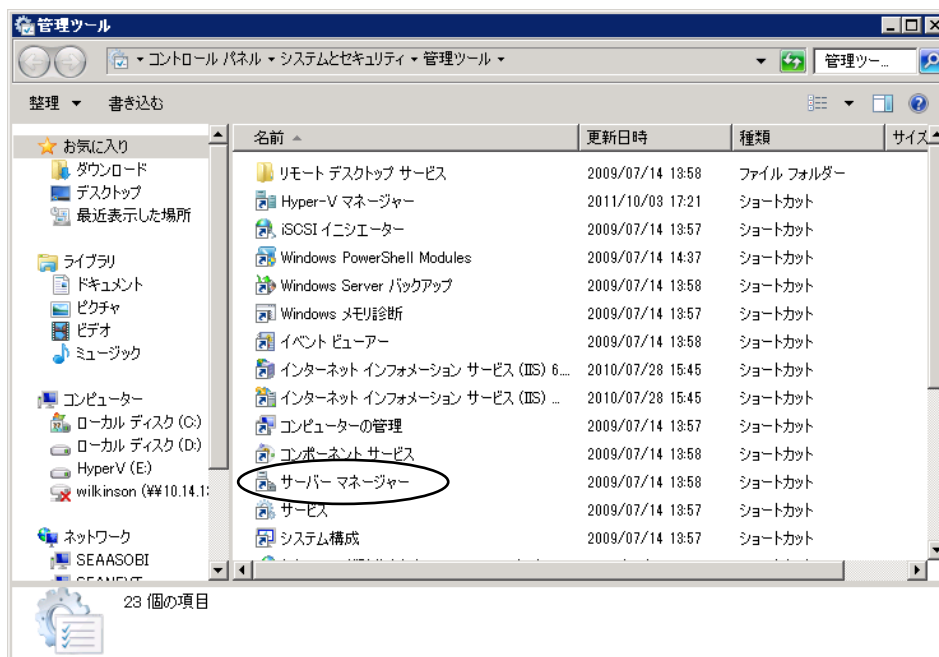 管理ツール
コントロール パネル ▾ システムとセキュリティ ▾ 管理ツール ▾
管理ツー...
整理 ▼ 書き込む
名前 更新日時 種類 サイズ
お気に入り
ダウンロード
デスクトップ
最近表示した場所
ライブラリ
ドキュメント
ピクチャ
ビデオ
ミュージック
コンピューター
ローカル ディスク (C:)
ローカル ディスク (D:)
HyperV (E:)
wilkinson (¥¥10.14.1
ネットワーク
SEAASOBI
リモート デスクトップ サービス 2009/07/14 13:58 ファイル フォルダー
Hyper-V マネージャー 2011/10/03 17:21 ショートカット
iSCSI イニシエーター 2009/07/14 13:57 ショートカット
Windows PowerShell Modules 2009/07/14 14:37 ショートカット
Windows Server バックアップ 2009/07/14 13:58 ショートカット
Windows メモリ診断 2009/07/14 13:57 ショートカット
イベント ビューアー 2009/07/14 13:58 ショートカット
インターネット インフォメーション サービス (IIS) 6... 2010/07/28 15:45 ショートカット
インターネット インフォメーション サービス (IIS) ... 2010/07/28 15:45 ショートカット
コンピューターの管理 2009/07/14 13:57 ショートカット
コンポーネント サービス 2009/07/14 13:58 ショートカット
サーバー マネージャー 2009/07/14 13:58 ショートカット
サービス 2009/07/14 13:57 ショートカット
システム構成 2009/07/14 13:57 ショートカット
23 個の項目